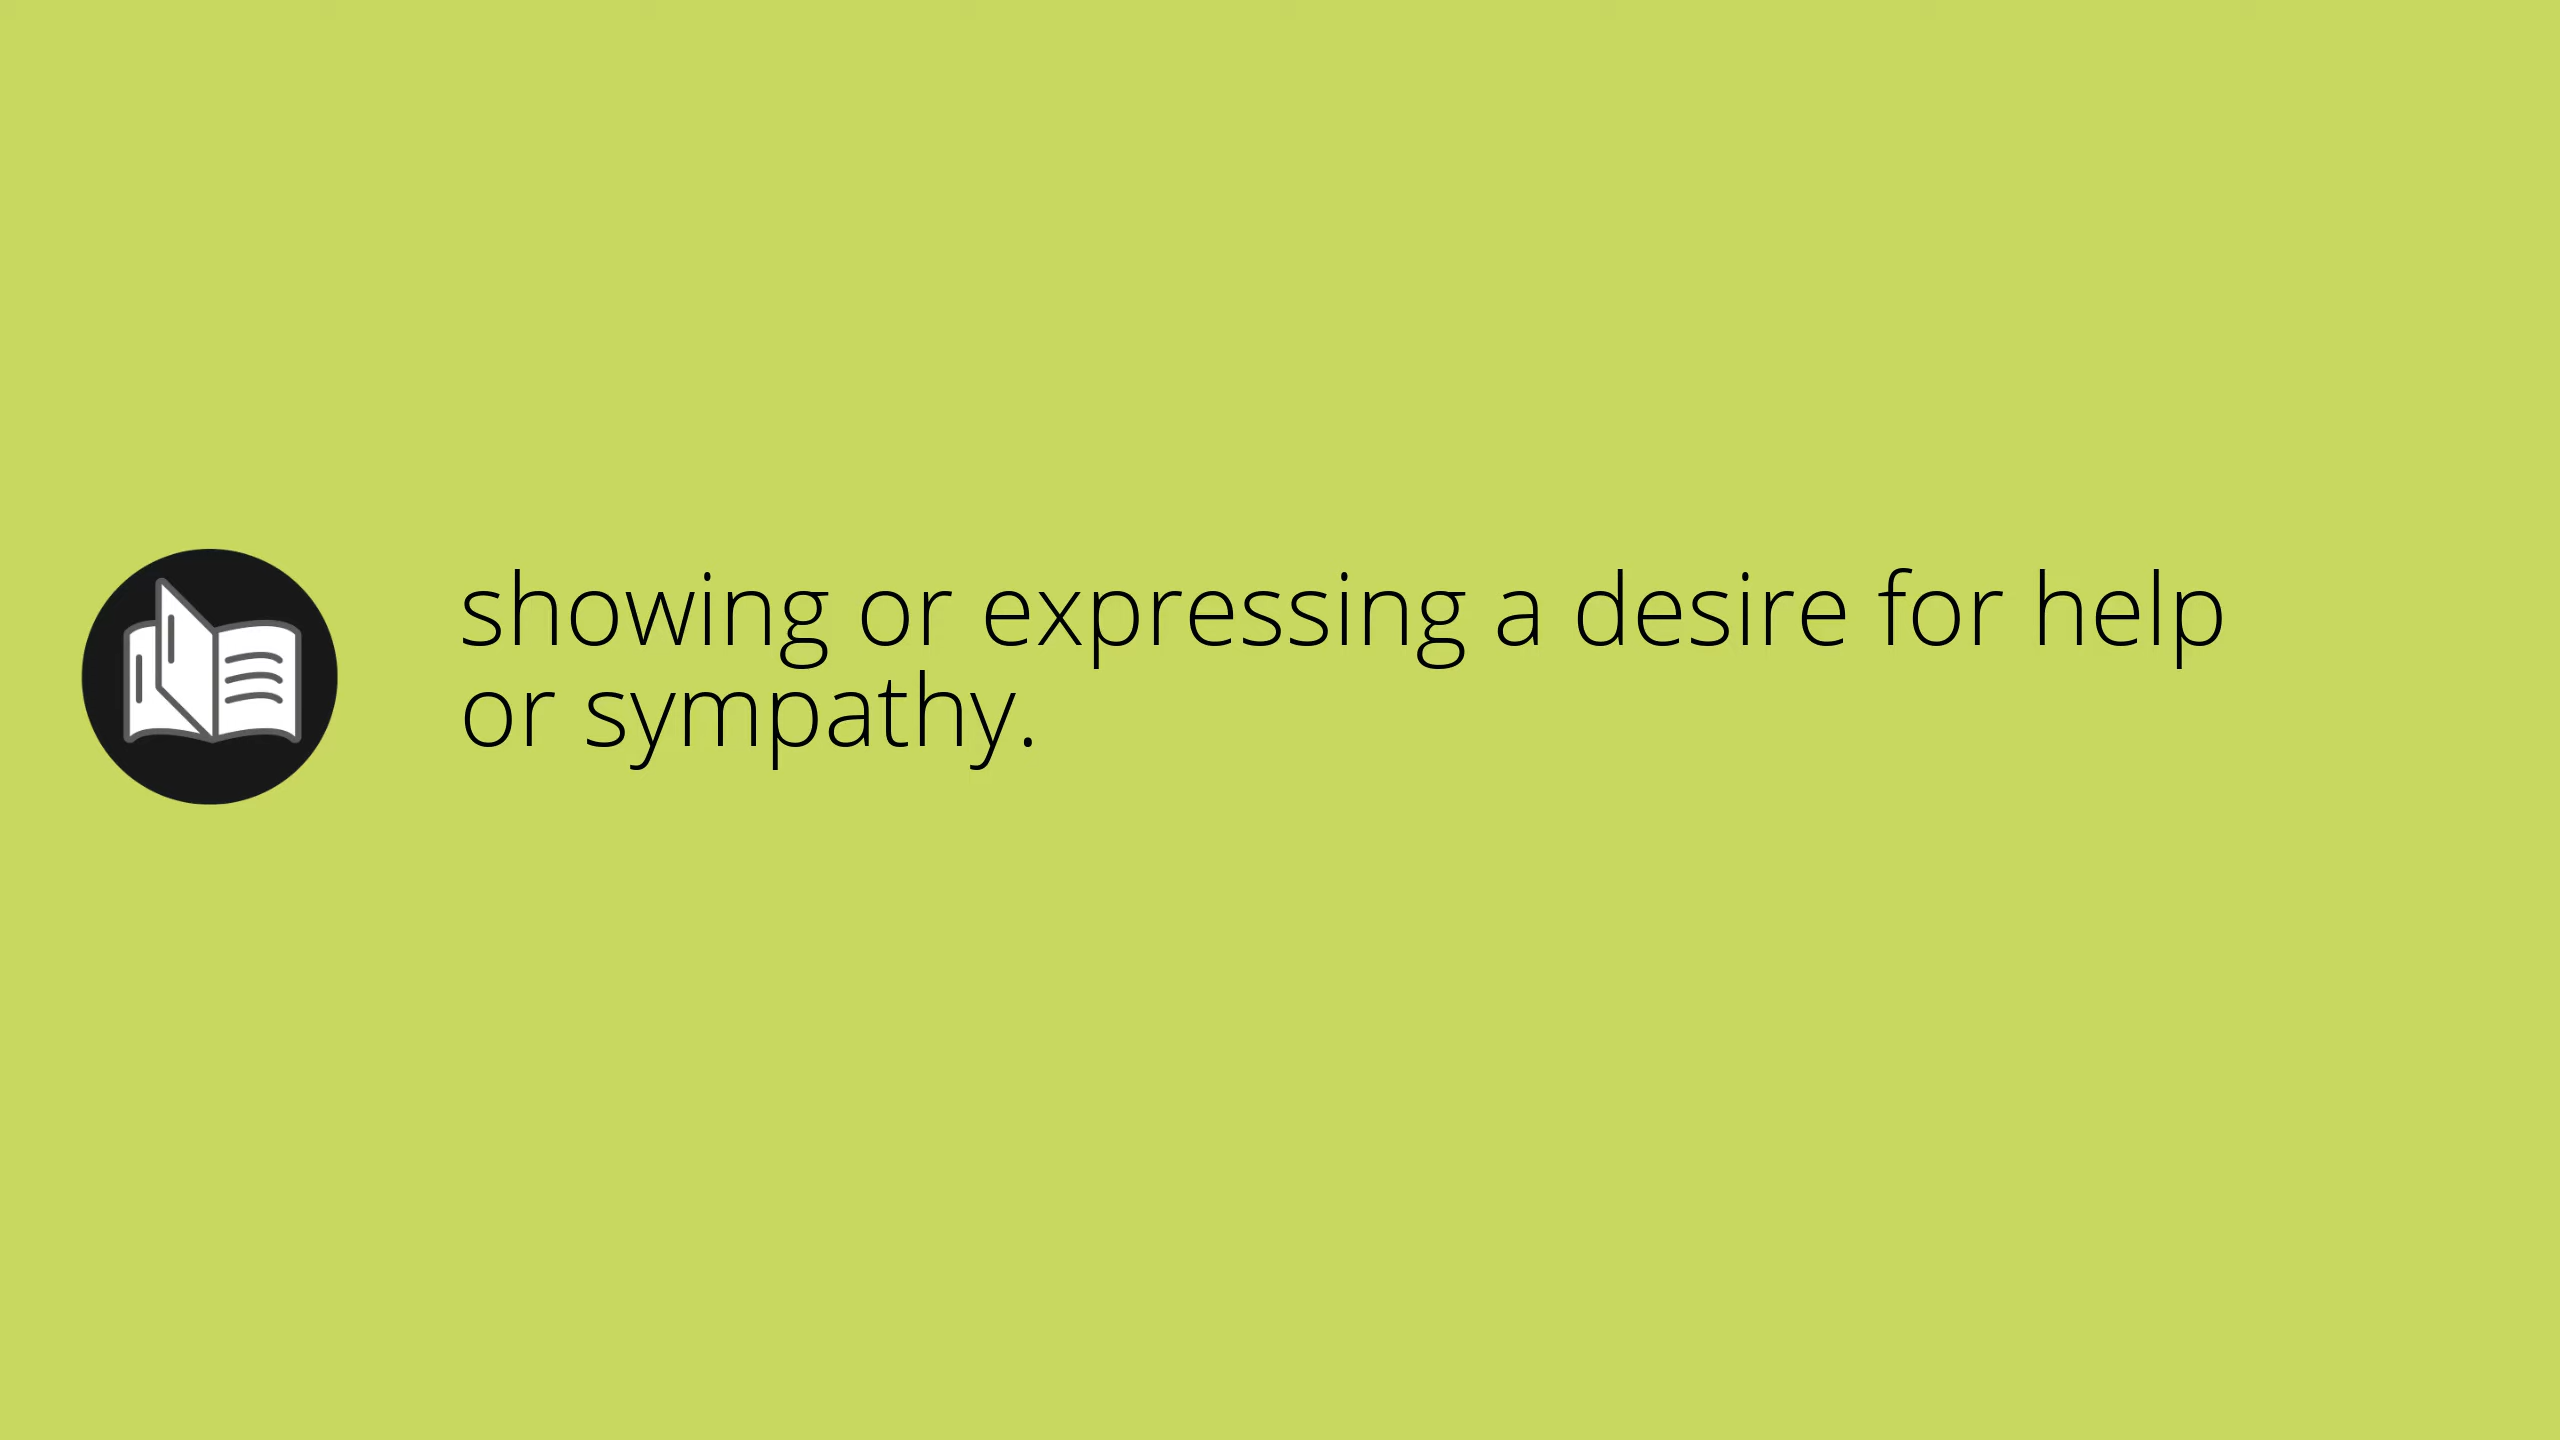 showing or expressing a desire for help
or sympathy.